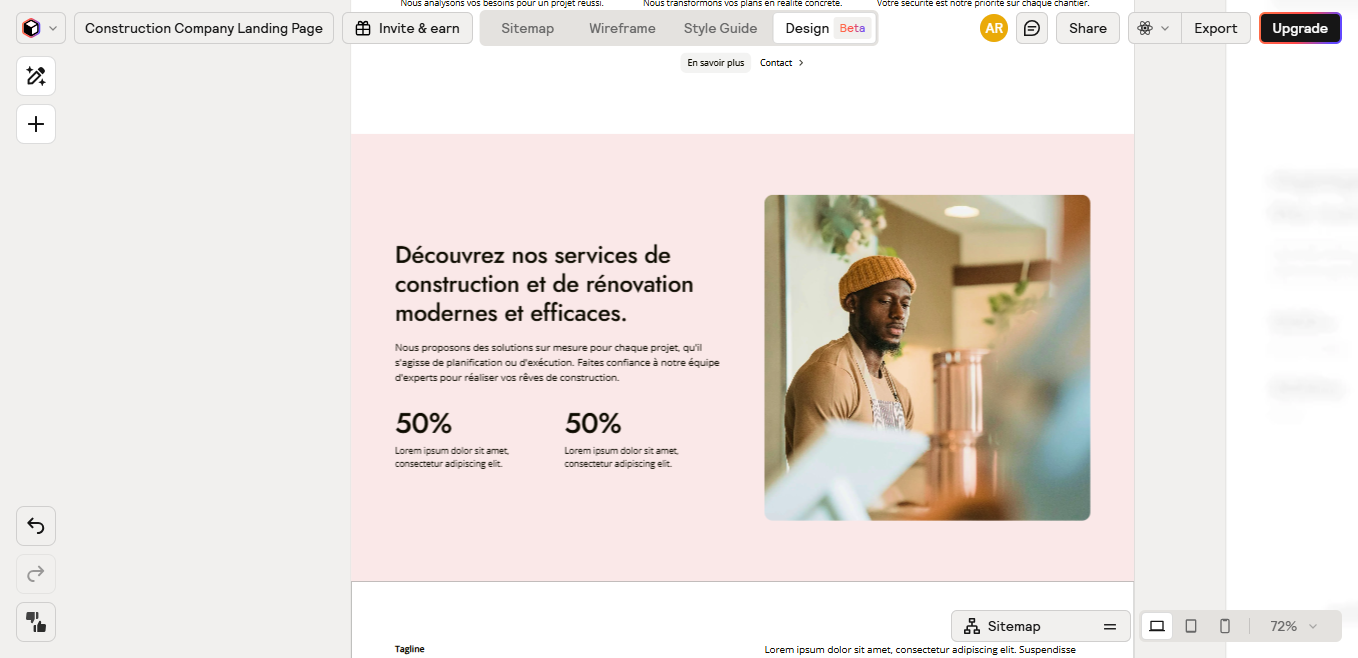 Nous analysons vos besoins pour un projet réussi.
Nous transformons vos plans en réalité concrète.
Votre sécurité est notre priorité sur chaque chantier.
Construction Company Landing Page
Invite & earn
Sitemap
Wireframe
Style Guide
Design Beta
AR
Share
Export
Upgrade
En savoir plus
Contact
Découvrez nos services de
construction et de rénovation
modernes et efficaces.
Nous proposons des solutions sur mesure pour chaque projet, qu'il
s'agisse de planification ou d'exécution. Faites confiance à notre équipe
d'experts pour réaliser vos rêves de construction.
50%
Lorem ipsum dolor sit amet,
consectetur adipiscing elit.
50%
Lorem ipsum dolor sit amet,
consectetur adipiscing elit.
Sitemap
72%
Tagline
Lorem ipsum dolor sit amet, consectetur adipiscing elit. Suspendisse